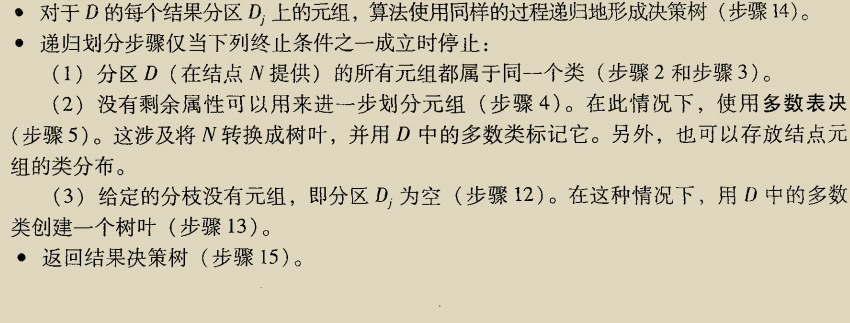 • 对于 D 的每个结果分区 Dj 上的元组，算法使用同样的过程递归地形成决策树（步骤 14）。
• 递归划分步骤仅当下列终止条件之一成立时停止：
（1）分区 D（在结点 N 提供）的所有元组都属于同一个类（步骤 2 和步骤 3）。
（2）没有剩余属性可以用来进一步划分元组（步骤 4）。在此情况下，使用多数表决
（步骤 5）。这涉及将 N 转换成树叶，并用 D 中的多数类标记它。另外，也可以存放结点元
组的类分布。
（3）给定的分枝没有元组，即分区 Dj 为空（步骤 12）。在这种情况下，用 D 中的多数
类创建一个树叶（步骤 13）。
• 返回结果决策树（步骤 15）。